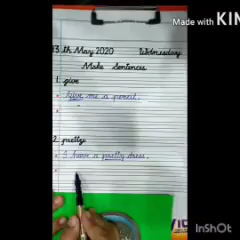 Made with KIN
13th May 2020 Wednesday
Make Sentences
1. give
Give me a pencil.
2. pretty
I have a pretty dress.
InShOt